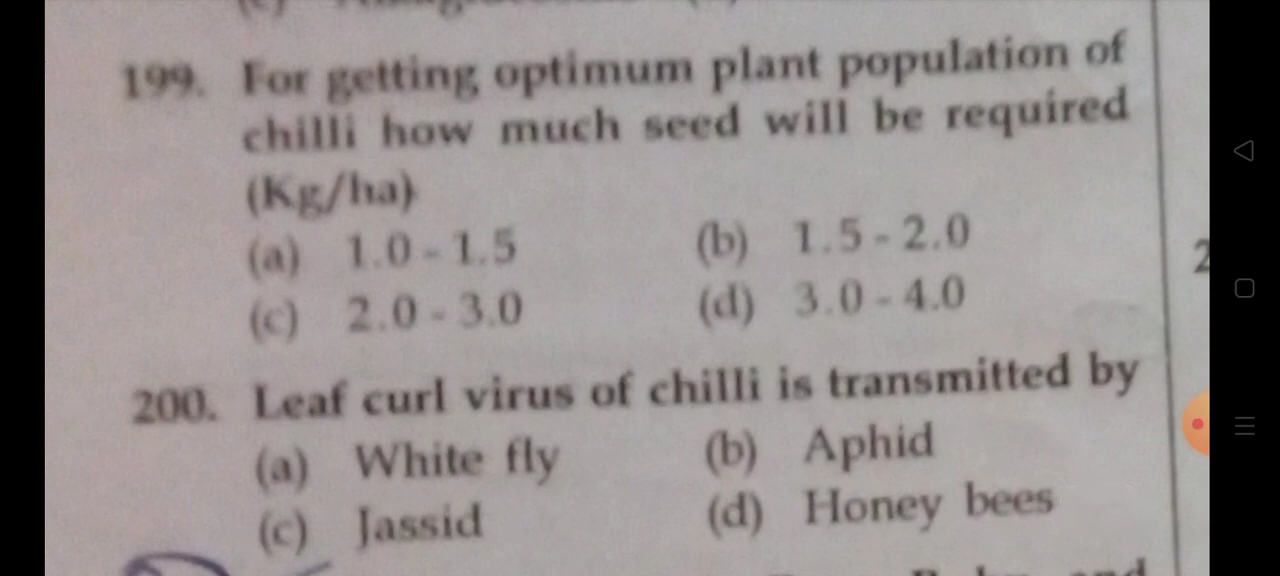 199. For getting optimum plant population of
chilli how much seed will be required
(Kg/ha)
(a) 1.0 - 1.5 (b) 1.5 - 2.0
(c) 2.0 - 3.0 (d) 3.0 - 4.0
200. Leaf curl virus of chilli is transmitted by
(a) White fly (b) Aphid
(c) Jassid (d) Honey bees
2